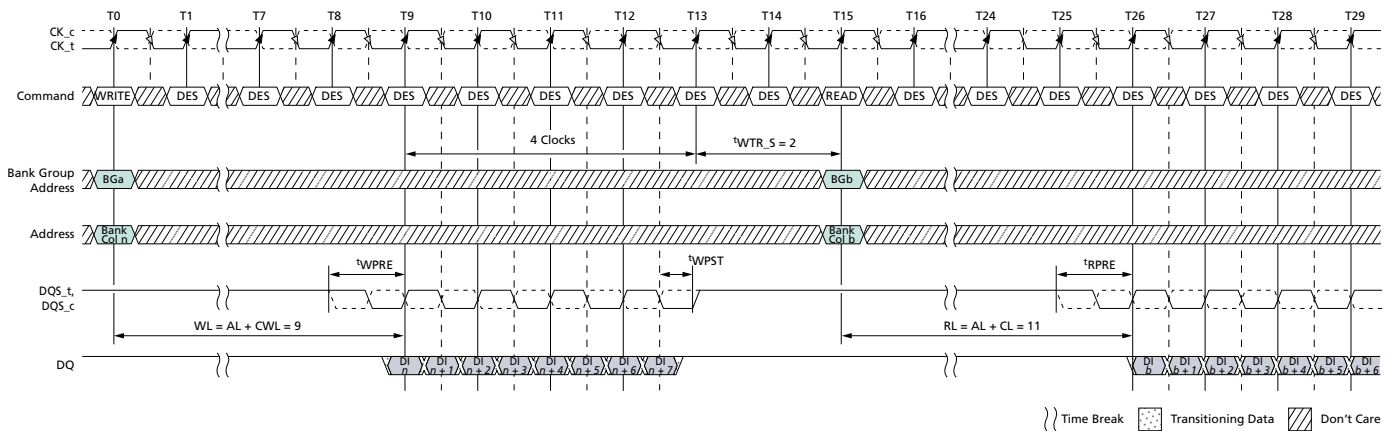 T0 T1 T7 T8 T9 T10 T11 T12 T13 T14 T15 T16 T24 T25 T26 T27 T28 T29
CK_c
CK_t
Command WRITE DES DES DES DES DES DES DES DES DES READ DES DES DES DES DES DES DES
4 Clocks tWTR_S = 2
Bank Group
Address
BGa BGb
Address
Bank
Col n
Bank
Col b
tWPRE tWPST tRPRE
DQS_t,
DQS_c
WL = AL + CWL = 9 RL = AL + CL = 11
DQ
DI DI DI DI DI DI DI DI DI DI DI DI DI DI DI
n n + 1 n + 2 n + 3 n + 4 n + 5 n + 6 n + 7 b b + 1 b + 2 b + 3 b + 4 b + 5 b + 6
Time Break Transitioning Data Don't Care